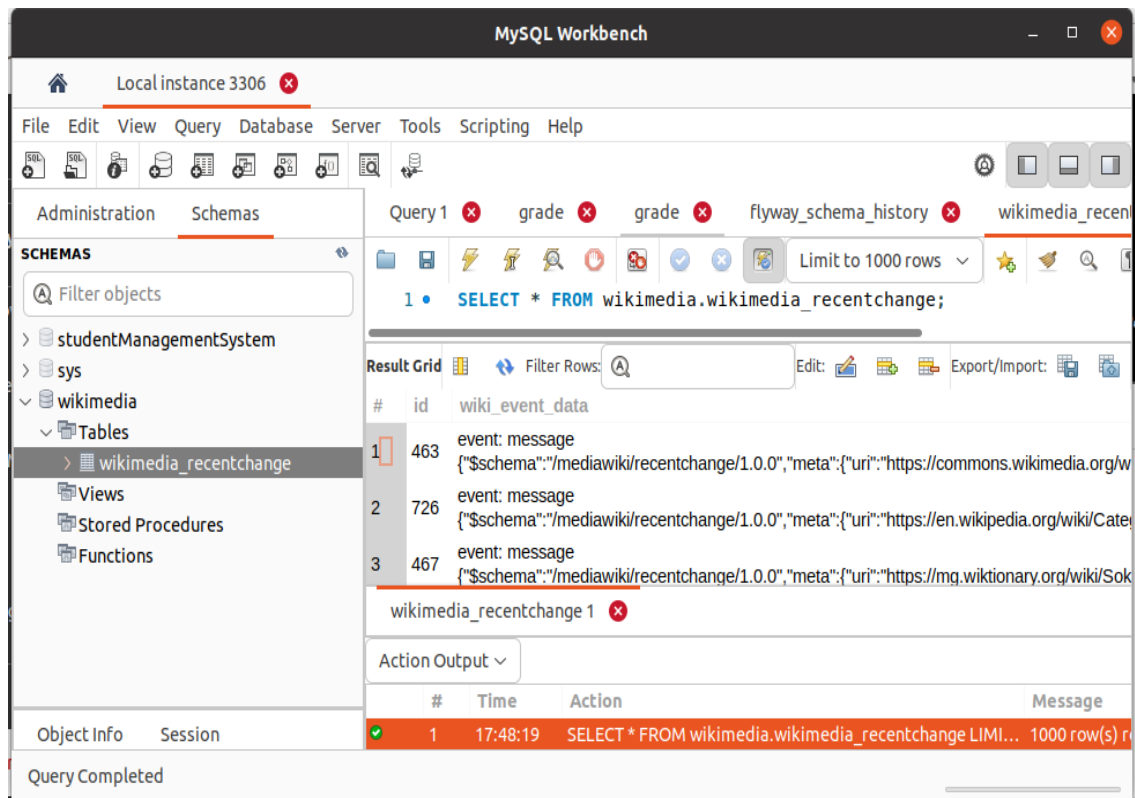 MySQL Workbench
Local instance 3306
File Edit View Query Database Server Tools Scripting Help
Administration Schemas
SCHEMAS
Filter objects
studentManagementSystem
sys
wikimedia
Tables
wikimedia_recentchange
Views
Stored Procedures
Functions
Object Info Session
Query 1 grade grade flyway_schema_history wikimedia_recent
Limit to 1000 rows
1 SELECT * FROM wikimedia.wikimedia_recentchange;
Result Grid Filter Rows: Edit: Export/Import:
# id wiki_event_data
1 463 event: message
{"$schema":"/mediawiki/recentchange/1.0.0","meta":{"uri":"https://commons.wikimedia.org/w
2 726 event: message
{"$schema":"/mediawiki/recentchange/1.0.0","meta":{"uri":"https://en.wikipedia.org/wiki/Cate
3 467 event: message
{"$schema":"/mediawiki/recentchange/1.0.0","meta":{"uri":"https://mg.wiktionary.org/wiki/Sok
wikimedia_recentchange 1
Action Output
# Time Action Message
1 17:48:19 SELECT * FROM wikimedia.wikimedia_recentchange LIMI... 1000 row(s) r
Query Completed